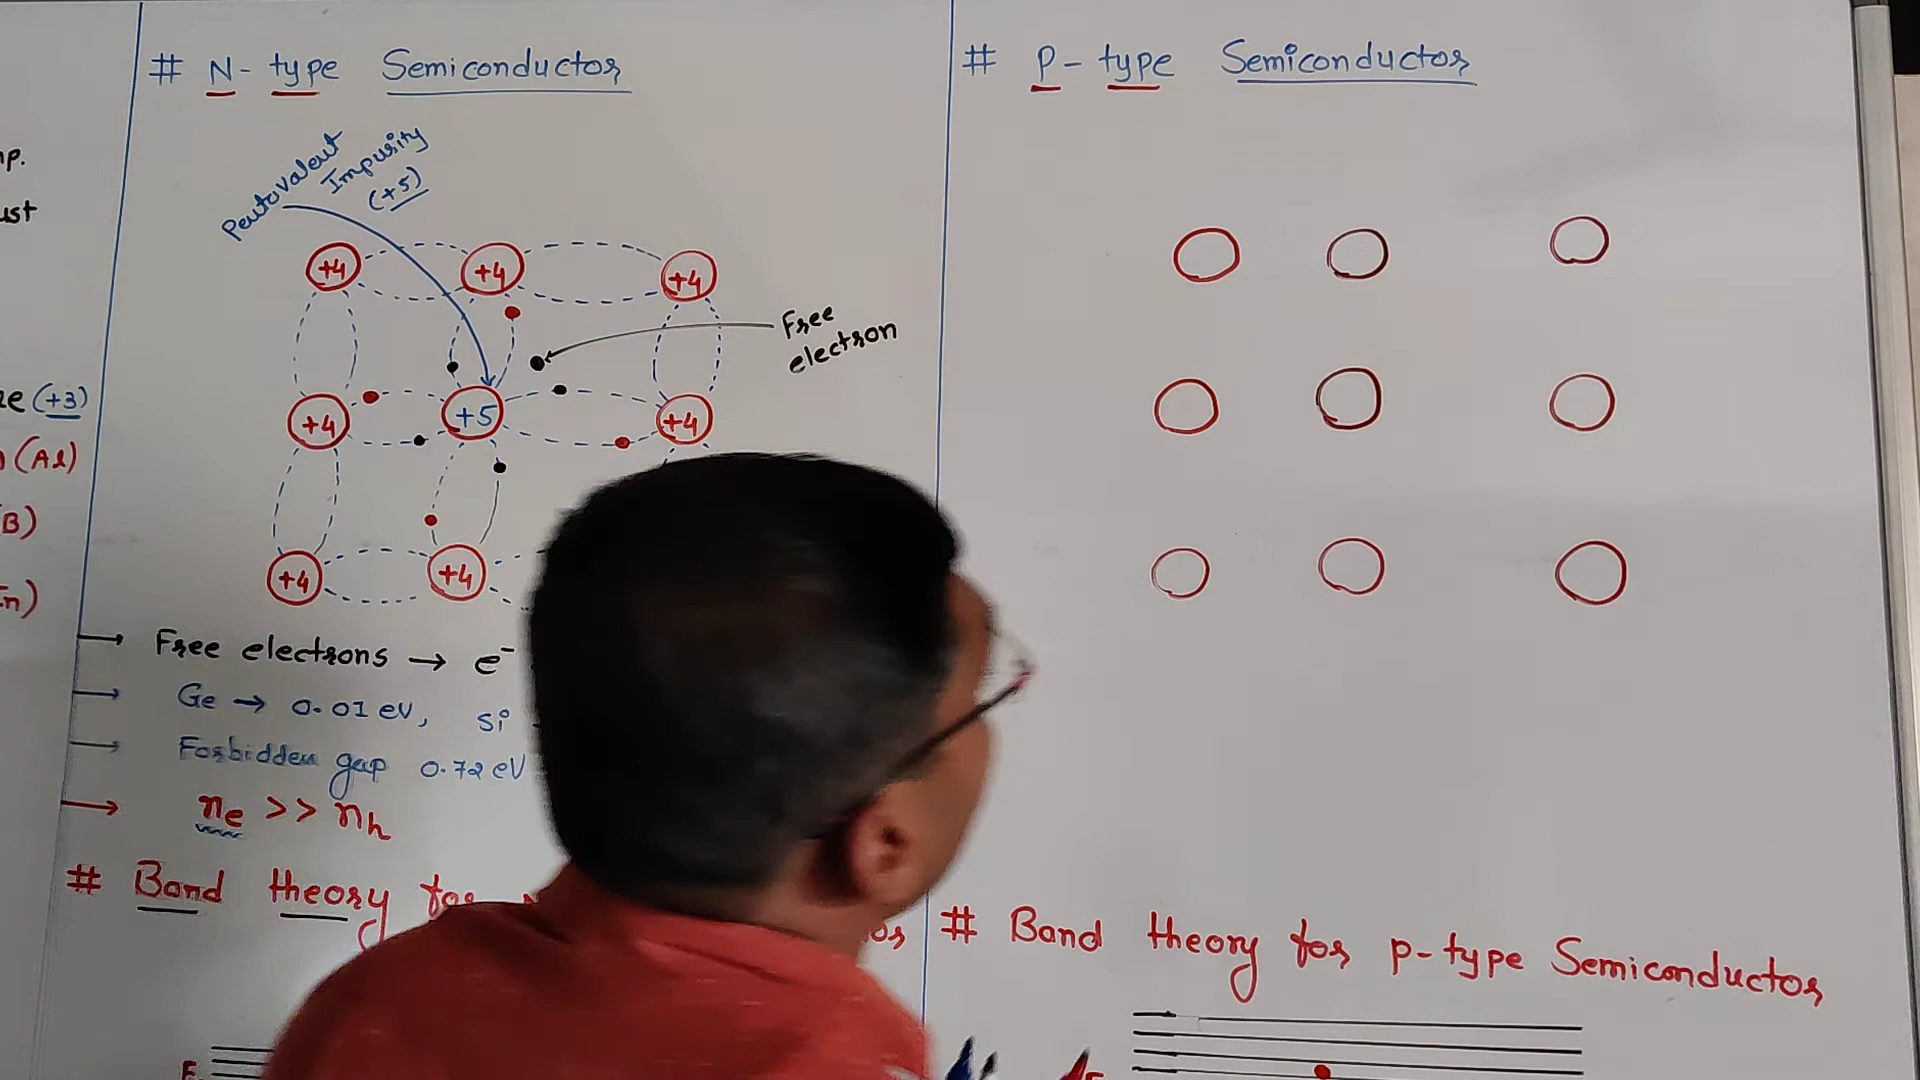 # N-type Semiconductor
Pentovalent
Impurity
(+5)
+4 +4 +4
Free
electron
+4 +5 +4
+4 +4
→ Free electrons → e⁻
→ Ge → 0.01 eV, Si
→ Forbidden gap 0.72 eV
→ ne >> nh
# Band theory for
# P-type Semiconductor
# Band theory for p-type Semiconductor
(+3)
(Al)
B)